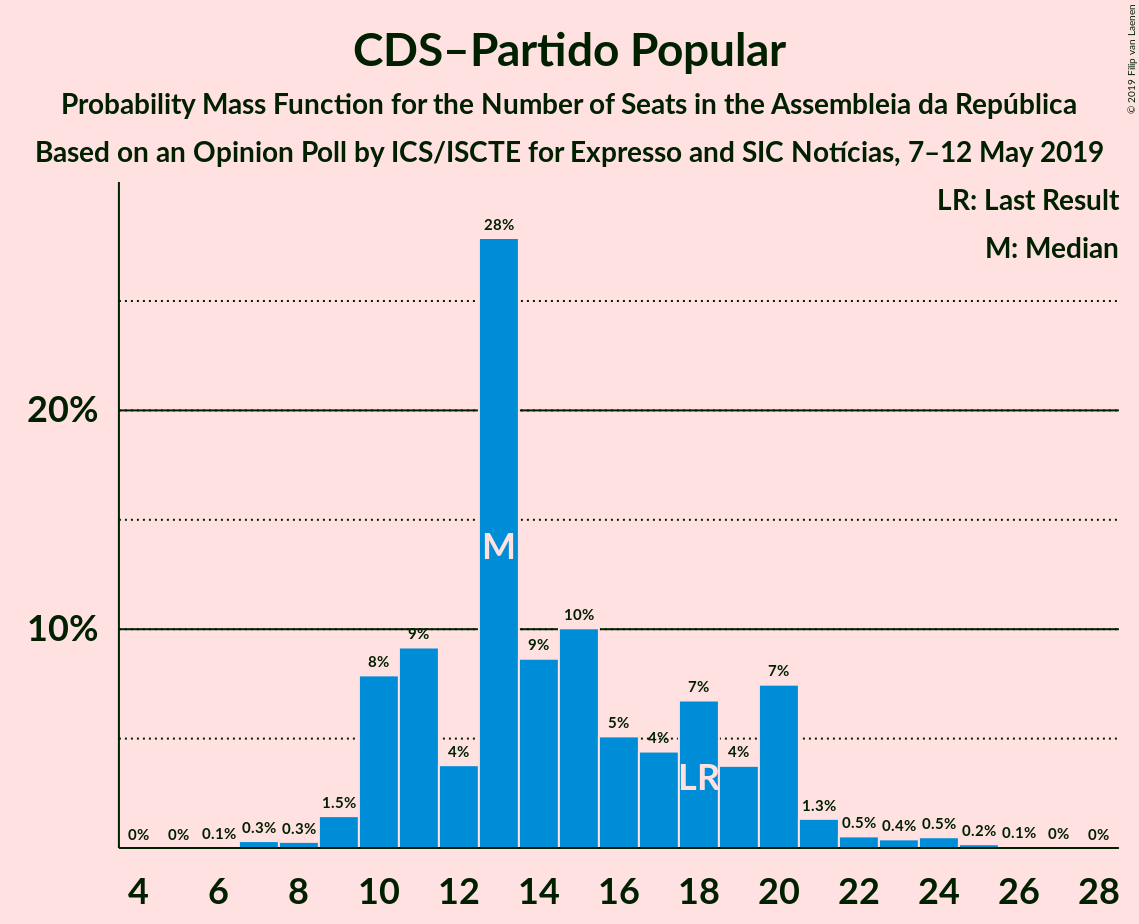 CDS–Partido Popular
Probability Mass Function for the Number of Seats in the Assembleia da República
Based on an Opinion Poll by ICS/ISCTE for Expresso and SIC Notícias, 7–12 May 2019
© 2019 Filip van Laenen
LR: Last Result
M: Median
20%
10%
0% 0% 0.1% 0.3% 0.3% 1.5% 8% 9% 4% 28% 9% 10% 5% 4% 7% 4% 7% 1.3% 0.5% 0.4% 0.5% 0.2% 0.1% 0% 0%
M
LR
4 6 8 10 12 14 16 18 20 22 24 26 28